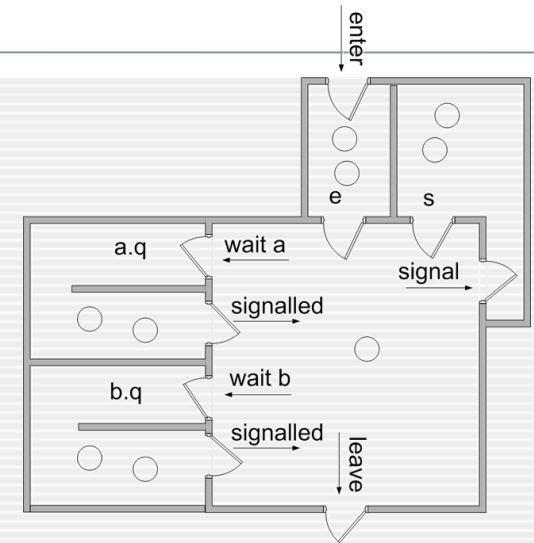 enter
e
s
a.q
wait a
signal
signalled
b.q
wait b
signalled
leave